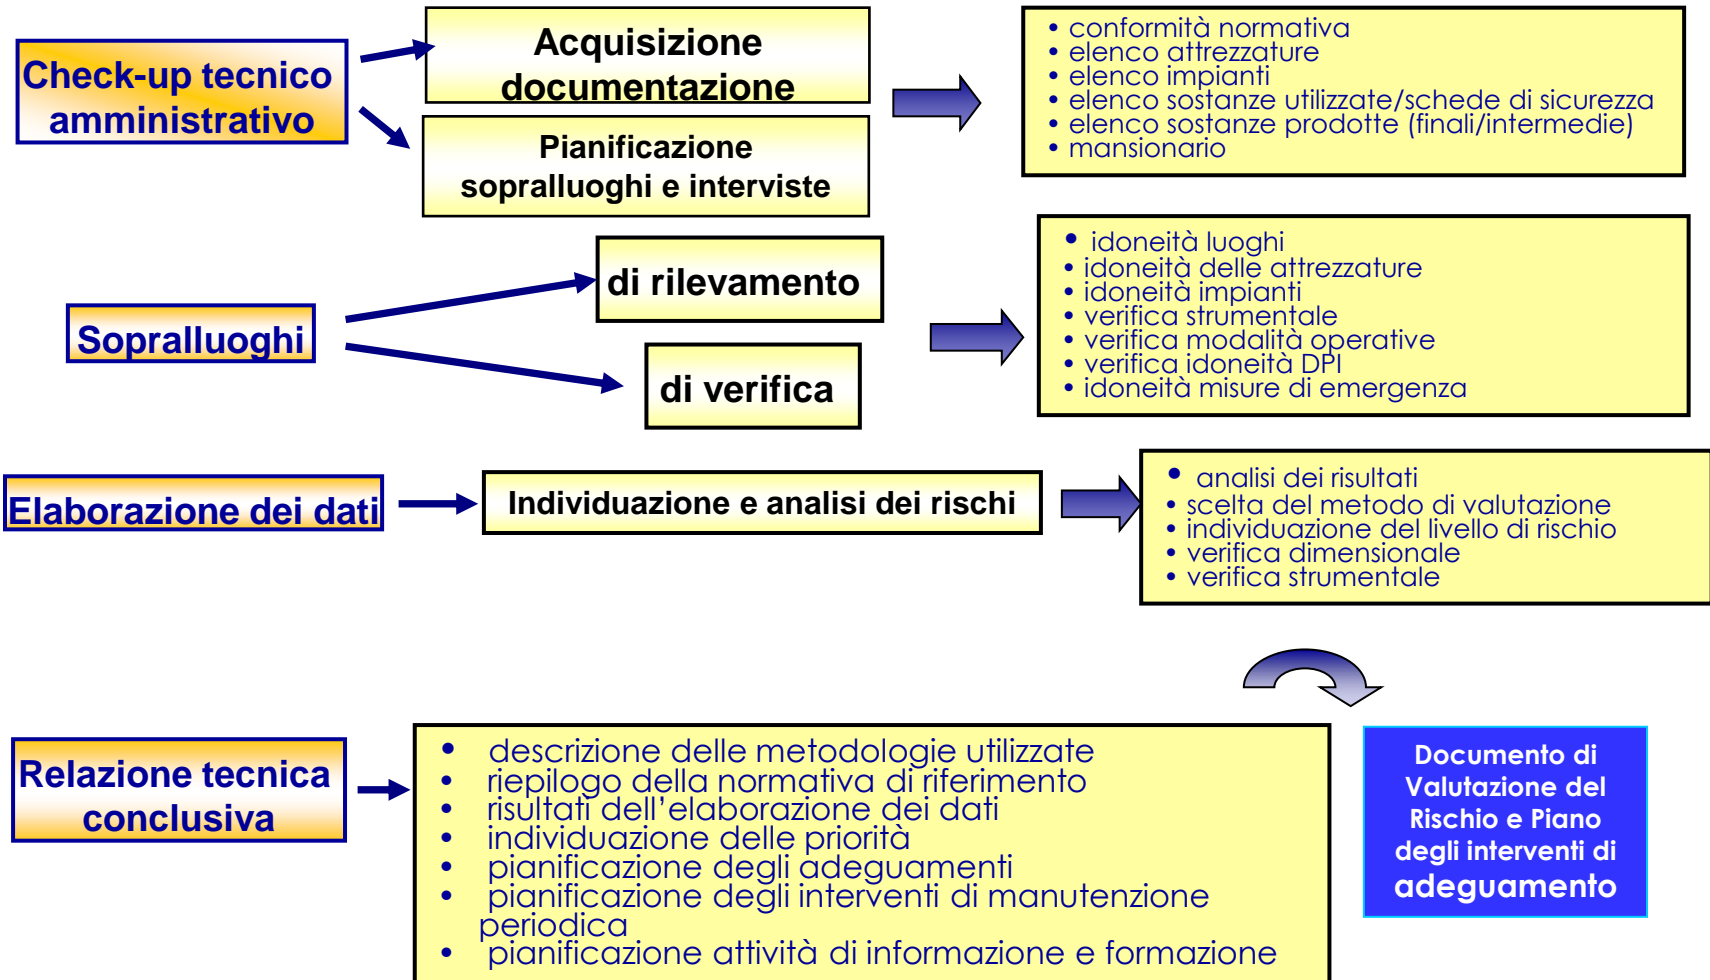 Check-up tecnico
amministrativo
Acquisizione
documentazione
Pianificazione
sopralluoghi e interviste
• conformità normativa
• elenco attrezzature
• elenco impianti
• elenco sostanze utilizzate/schede di sicurezza
• elenco sostanze prodotte (finali/intermedie)
• mansionario
Sopralluoghi
di rilevamento
di verifica
• idoneità luoghi
• idoneità delle attrezzature
• idoneità impianti
• verifica strumentale
• verifica modalità operative
• verifica idoneità DPI
• idoneità misure di emergenza
Elaborazione dei dati
Individuazione e analisi dei rischi
• analisi dei risultati
• scelta del metodo di valutazione
• individuazione del livello di rischio
• verifica dimensionale
• verifica strumentale
Relazione tecnica
conclusiva
• descrizione delle metodologie utilizzate
• riepilogo della normativa di riferimento
• risultati dell’elaborazione dei dati
• individuazione delle priorità
• pianificazione degli adeguamenti
• pianificazione degli interventi di manutenzione
periodica
• pianificazione attività di informazione e formazione
Documento di
Valutazione del
Rischio e Piano
degli interventi di
adeguamento